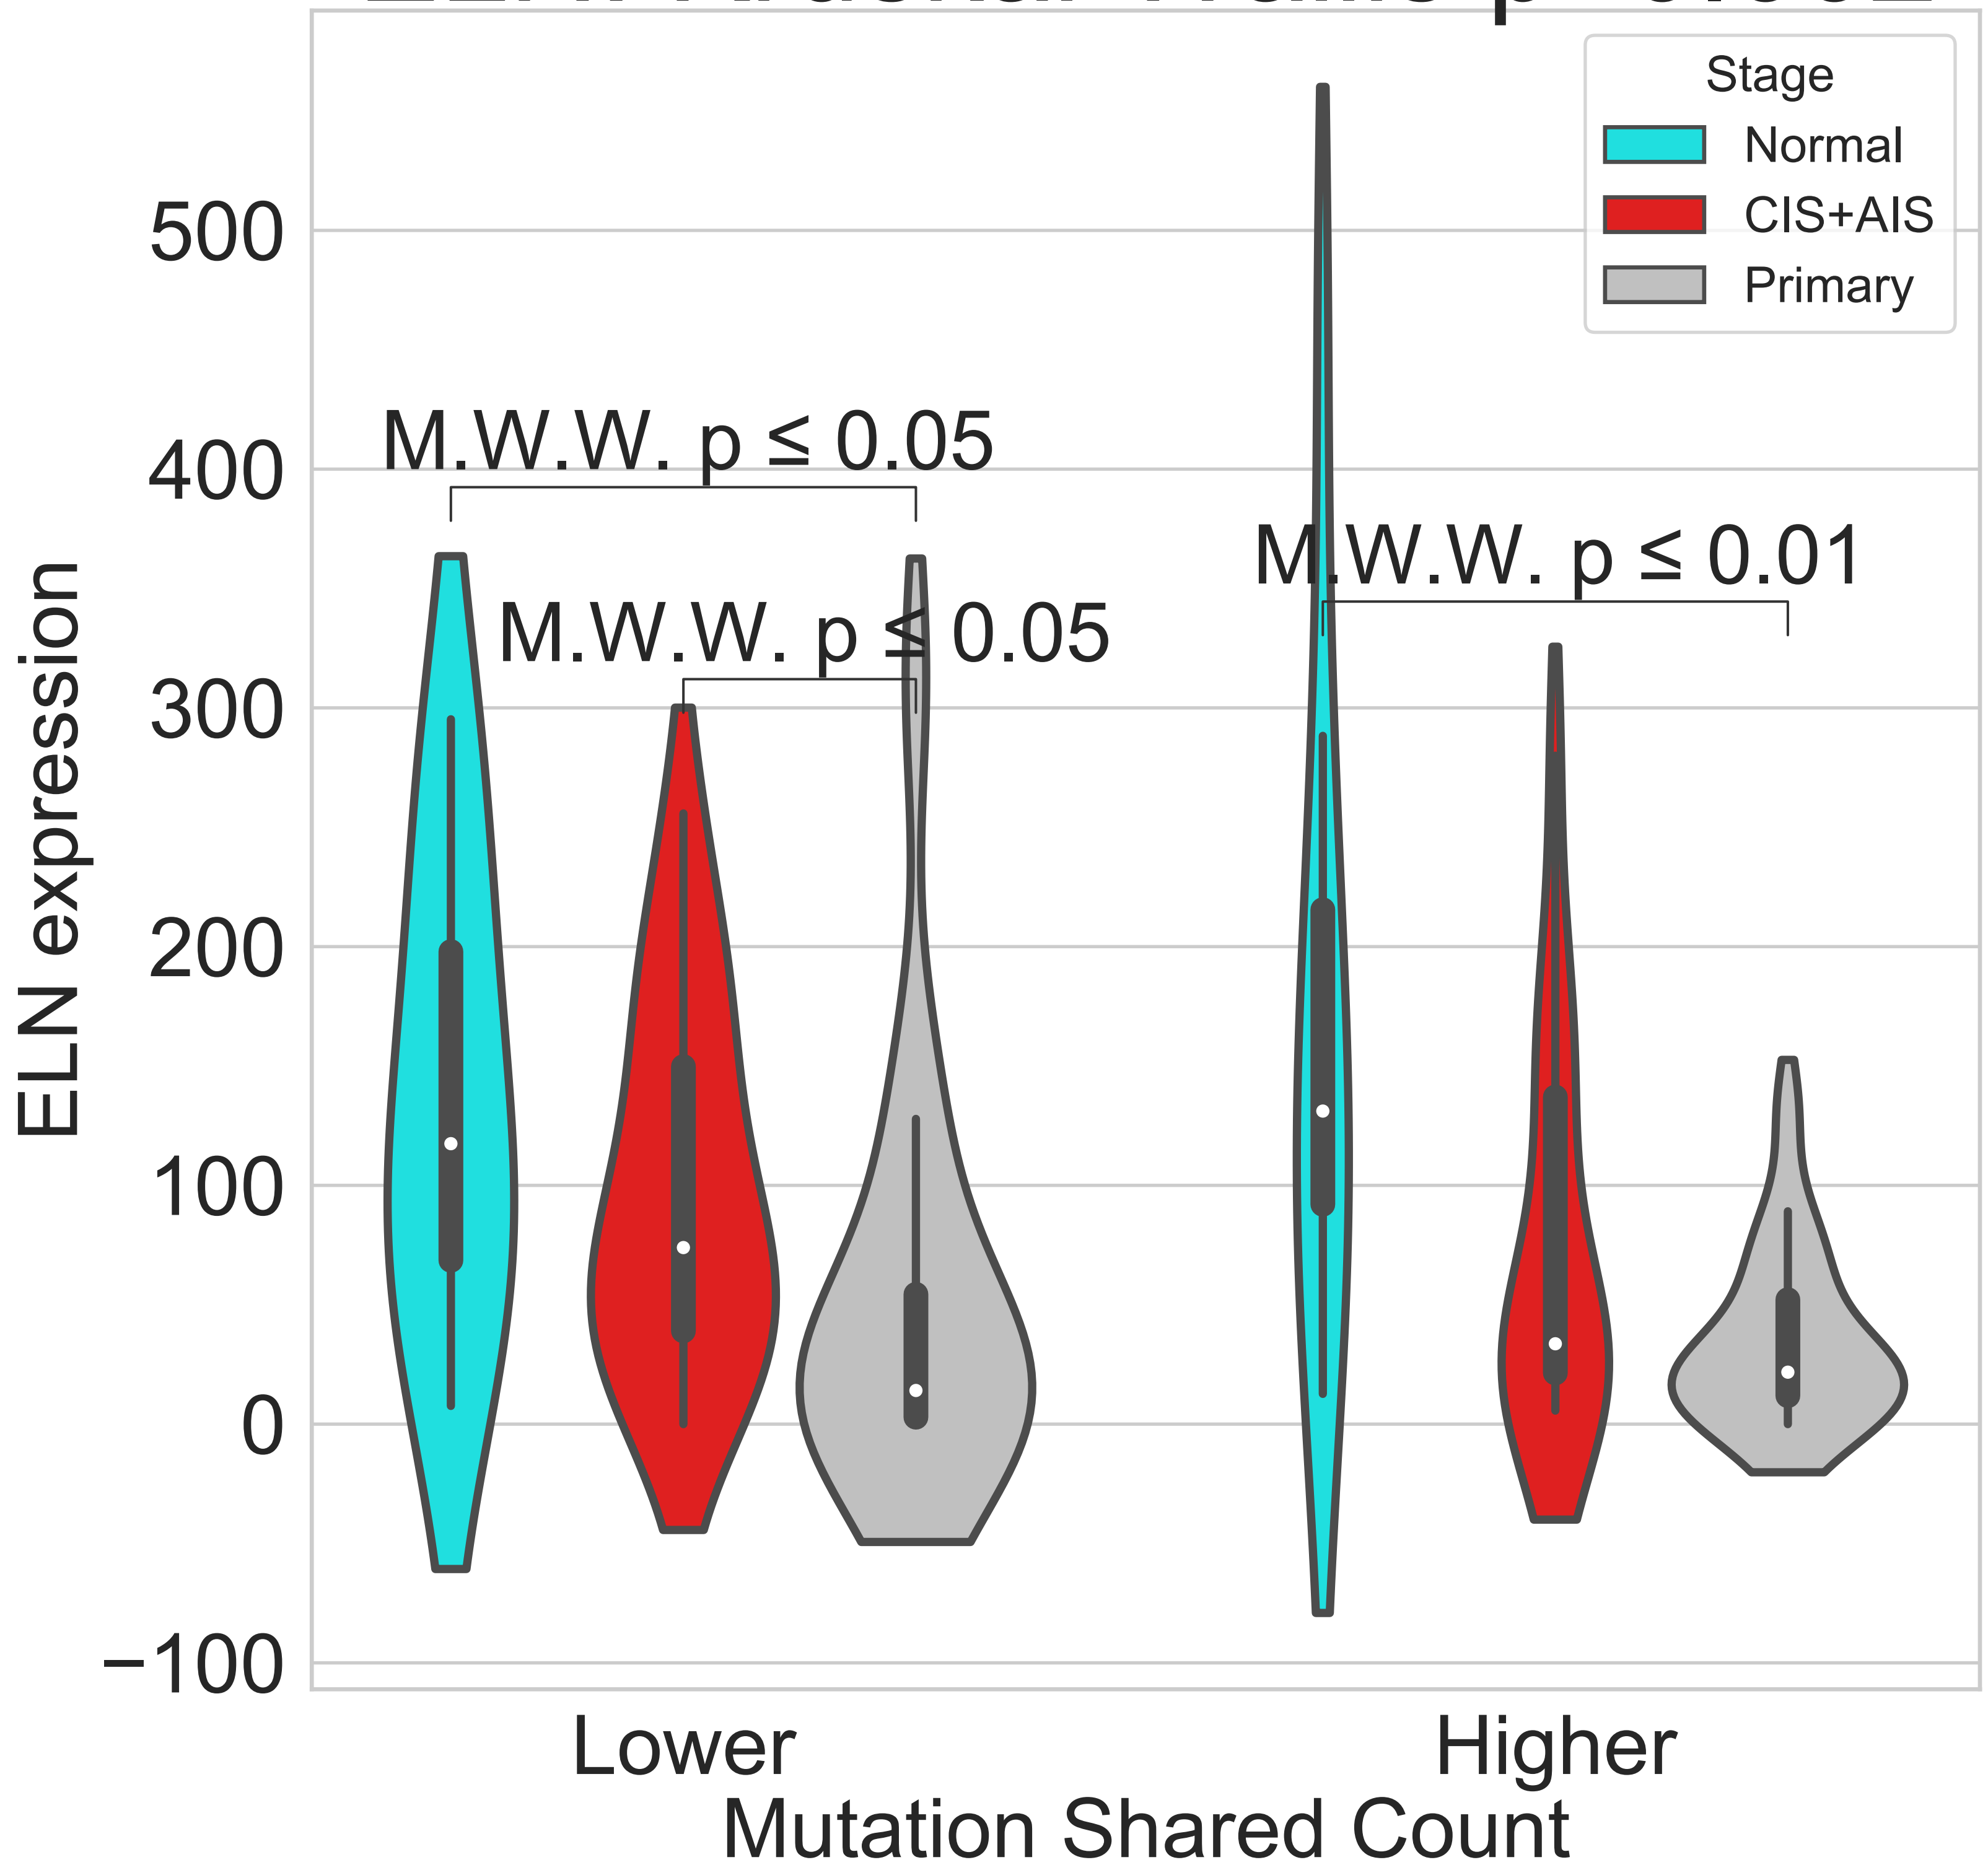 Stage
Normal
CIS+AIS
Primary
500
400
300
200
100
0
−100
ELN expression
M.W.W. p ≤ 0.05
M.W.W. p ≤ 0.05
M.W.W. p ≤ 0.01
Lower
Higher
Mutation Shared Count